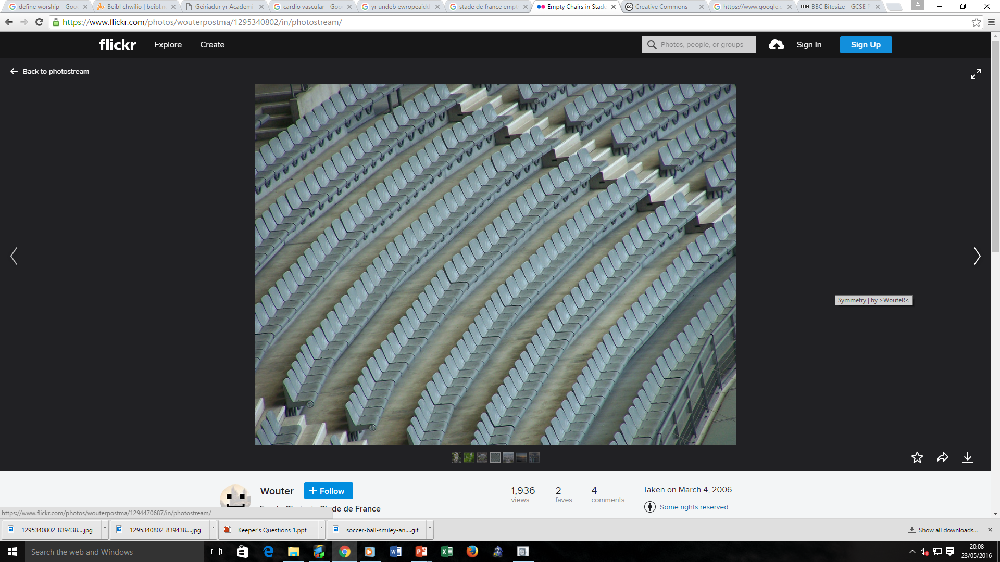 define worship - Goo
Beibl chwilio | beibl.n
Geiriadur yr Academi
cardio vascular - Goo
yr undeb ewropeaidd
stade de france empt
Empty Chairs in Stade
Creative Commons —
https://www.google.c
BBC Bitesize - GCSE P
https://www.flickr.com/photos/wouterpostma/1295340802/in/photostream/
flickr Explore Create Photos, people, or groups Sign In Sign Up
Back to photostream
Symmetry | by >WouteR<
Wouter + Follow
de de France
1,936 views
2 faves
4 comments
Taken on March 4, 2006
Some rights reserved
https://www.flickr.com/photos/wouterpostma/1294470687/in/photostream/
1295340802_839438....jpg
1295340802_839438....jpg
Keeper's Questions 1.ppt
soccer-ball-smiley-an....gif
Show all downloads...
Search the web and Windows
20:08
23/05/2016